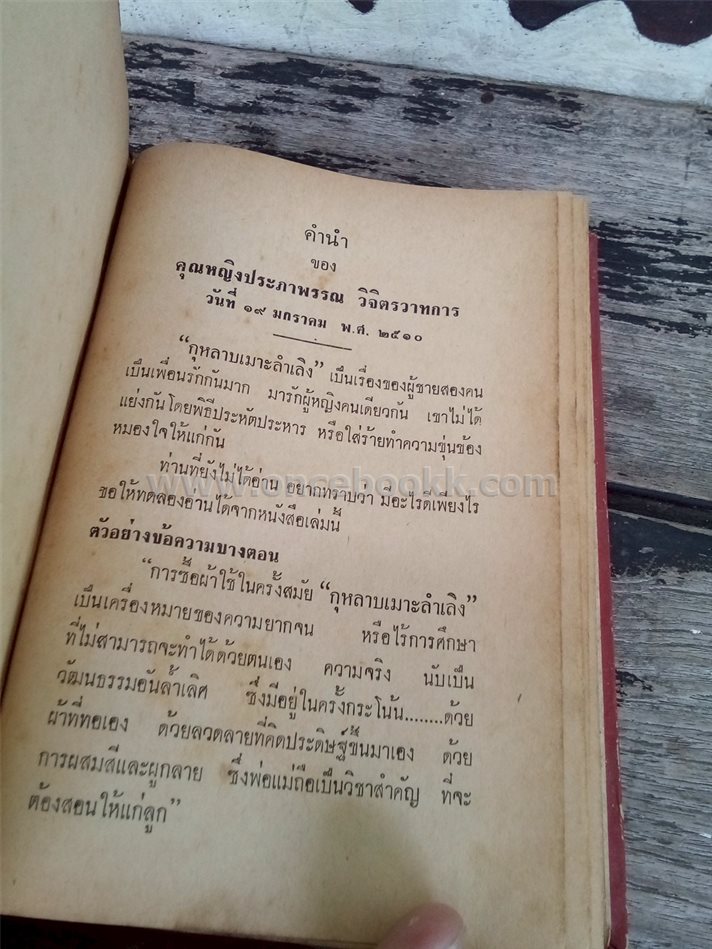 คำนำ
ของ
คุณหญิงประภาพรรณ วิจิตรวาทการ
วันที่ ๑๙ มกราคม พ.ศ. ๒๕๑๐
“กุหลาบเมาะลำเลิง” เป็นเรื่องของผู้ชายสองคน
เป็นเพื่อนรักกันมาก มารักผู้หญิงคนเดียวกัน เขาไม่ได้
แย่งกันโดยพิธีประหัตประหาร หรือใส่ร้ายทำความขุ่นข้อง
หมองใจให้แก่กัน
ท่านที่ยังไม่ได้อ่าน อยากทราบว่า มีอะไรดีเพียงไร
ขอให้ทดลองอ่านได้จากหนังสือเล่มนี้
www.oncebookk.com
ตัวอย่างข้อความบางตอน
“การซื้อผ้าใช้ในครั้งสมัย “กุหลาบเมาะลำเลิง”
เป็นเครื่องหมายของความยากจน หรือไร้การศึกษา
ที่ไม่สามารถจะทำได้ด้วยตนเอง ความจริง นับเป็น
วัฒนธรรมอันล้ำเลิศ ซึ่งมีอยู่ในครั้งกระโน้น........ด้วย
ผ้าที่ทอเอง ด้วยลวดลายที่คิดประดิษฐ์ขึ้นมาเอง ด้วย
การผสมสีและผูกลาย ซึ่งพ่อแม่ถือเป็นวิชาสำคัญ ที่จะ
ต้องสอนให้แก่ลูก”